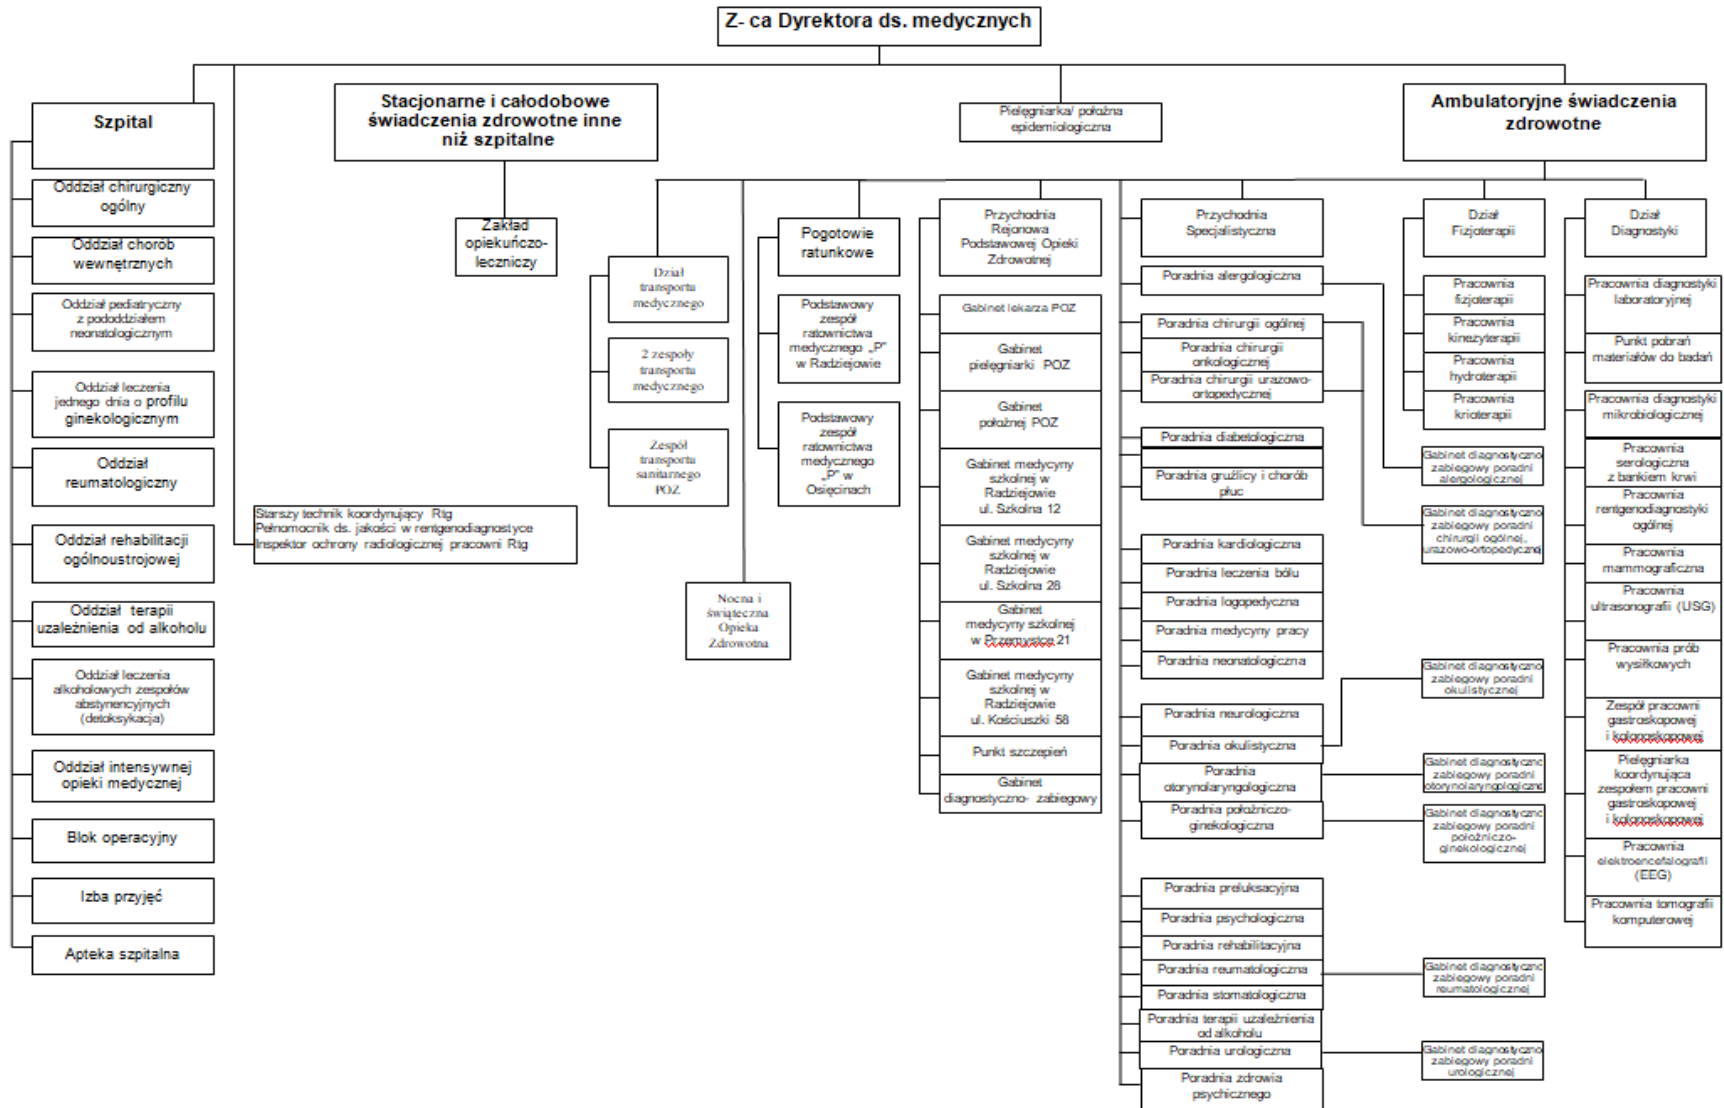 Z- ca Dyrektora ds. medycznych
Szpital
Oddział chirurgiczny
ogólny
Oddział chorób
wewnętrznych
Oddział pediatryczny
z pododdziałem
neonatologicznym
Oddział leczenia
jednego dnia o profilu
ginekologicznym
Oddział
reumatologiczny
Oddział rehabilitacji
ogólnoustrojowej
Oddział terapii
uzależnienia od alkoholu
Oddział leczenia
alkoholowych zespołów
abstynencyjnych
(detoksykacja)
Oddział intensywnej
opieki medycznej
Blok operacyjny
Izba przyjęć
Apteka szpitalna
Starszy technik koordynujący Rtg
Pełnomocnik ds. jakości w rentgenodiagnostyce
Inspektor ochrony radiologicznej pracowni Rtg
Stacjonarne i całodobowe
świadczenia zdrowotne inne
niż szpitalne
Zakład
opiekuńczo-
leczniczy
Pielęgniarka/ położna
epidemiologiczna
Ambulatoryjne świadczenia
zdrowotne
Dział
transportu
medycznego
2 zespoły
transportu
medycznego
Zespół
transportu
sanitarnego
POZ
Nocna i
świąteczna
Opieka
Zdrowotna
Pogotowie
ratunkowe
Podstawowy
zespół
ratownictwa
medycznego „P”
w Radziejowie
Podstawowy
zespół
ratownictwa
medycznego
„P” w
Osięcinach
Przychodnia
Rejonowa
Podstawowej Opieki
Zdrowotnej
Gabinet lekarza POZ
Gabinet
pielęgniarki POZ
Gabinet
położnej POZ
Gabinet medycyny
szkolnej w
Radziejowie
ul. Szkolna 12
Gabinet medycyny
szkolnej w
Radziejowie
ul. Szkolna 28
Gabinet
medycyny szkolnej
w Przemystce 21
Gabinet medycyny
szkolnej w
Radziejowie
ul. Kościuszki 58
Punkt szczepień
Gabinet
diagnostyczno- zabiegowy
Przychodnia
Specjalistyczna
Poradnia alergologiczna
Poradnia chirurgii ogólnej
Poradnia chirurgii
onkologicznej
Poradnia chirurgii urazowo-
ortopedycznej
Poradnia diabetologiczna
Poradnia gruźlicy i chorób
płuc
Poradnia kardiologiczna
Poradnia leczenia bólu
Poradnia logopedyczna
Poradnia medycyny pracy
Poradnia neonatologiczna
Poradnia neurologiczna
Poradnia okulistyczna
Poradnia
otorynolaryngologiczna
Poradnia położniczo-
ginekologiczna
Poradnia preluksacyjna
Poradnia psychologiczna
Poradnia rehabilitacyjna
Poradnia reumatologiczna
Poradnia stomatologiczna
Poradnia terapii uzależnienia
od alkoholu
Poradnia urologiczna
Poradnia zdrowia
psychicznego
Dział
Fizjoterapii
Pracownia
fizjoterapii
Pracownia
kinezyterapii
Pracownia
hydroterapii
Pracownia
krioterapii
Gabinet diagnostyczno
zabiegowy poradni
alergologicznej
Gabinet diagnostyczno
zabiegowy poradni
chirurgii ogólnej,
urazowo-ortopedycznej
Gabinet diagnostyczno
zabiegowy poradni
okulistycznej
Gabinet diagnostyczno
zabiegowy poradni
otorynolaryngologiczne
Gabinet diagnostyczno
zabiegowy poradni
położniczo-
ginekologicznej
Gabinet diagnostyczno
zabiegowy poradni
reumatologicznej
Gabinet diagnostyczno
zabiegowy poradni
urologicznej
Dział
Diagnostyki
Pracownia diagnostyki
laboratoryjnej
Punkt pobrań
materiałów do badań
Pracownia diagnostyki
mikrobiologicznej
Pracownia
serologiczna
z bankiem krwi
Pracownia
rentgenodiagnostyki
ogólnej
Pracownia
mammograficzna
Pracownia
ultrasonografii (USG)
Pracownia prób
wysiłkowych
Zespół pracowni
gastroskopowej
i kolonoskopowej
Pielęgniarka
koordynująca
zespołem pracowni
gastroskopowej
i kolonoskopowej
Pracownia
elektroencefalografii
(EEG)
Pracownia tomografii
komputerowej